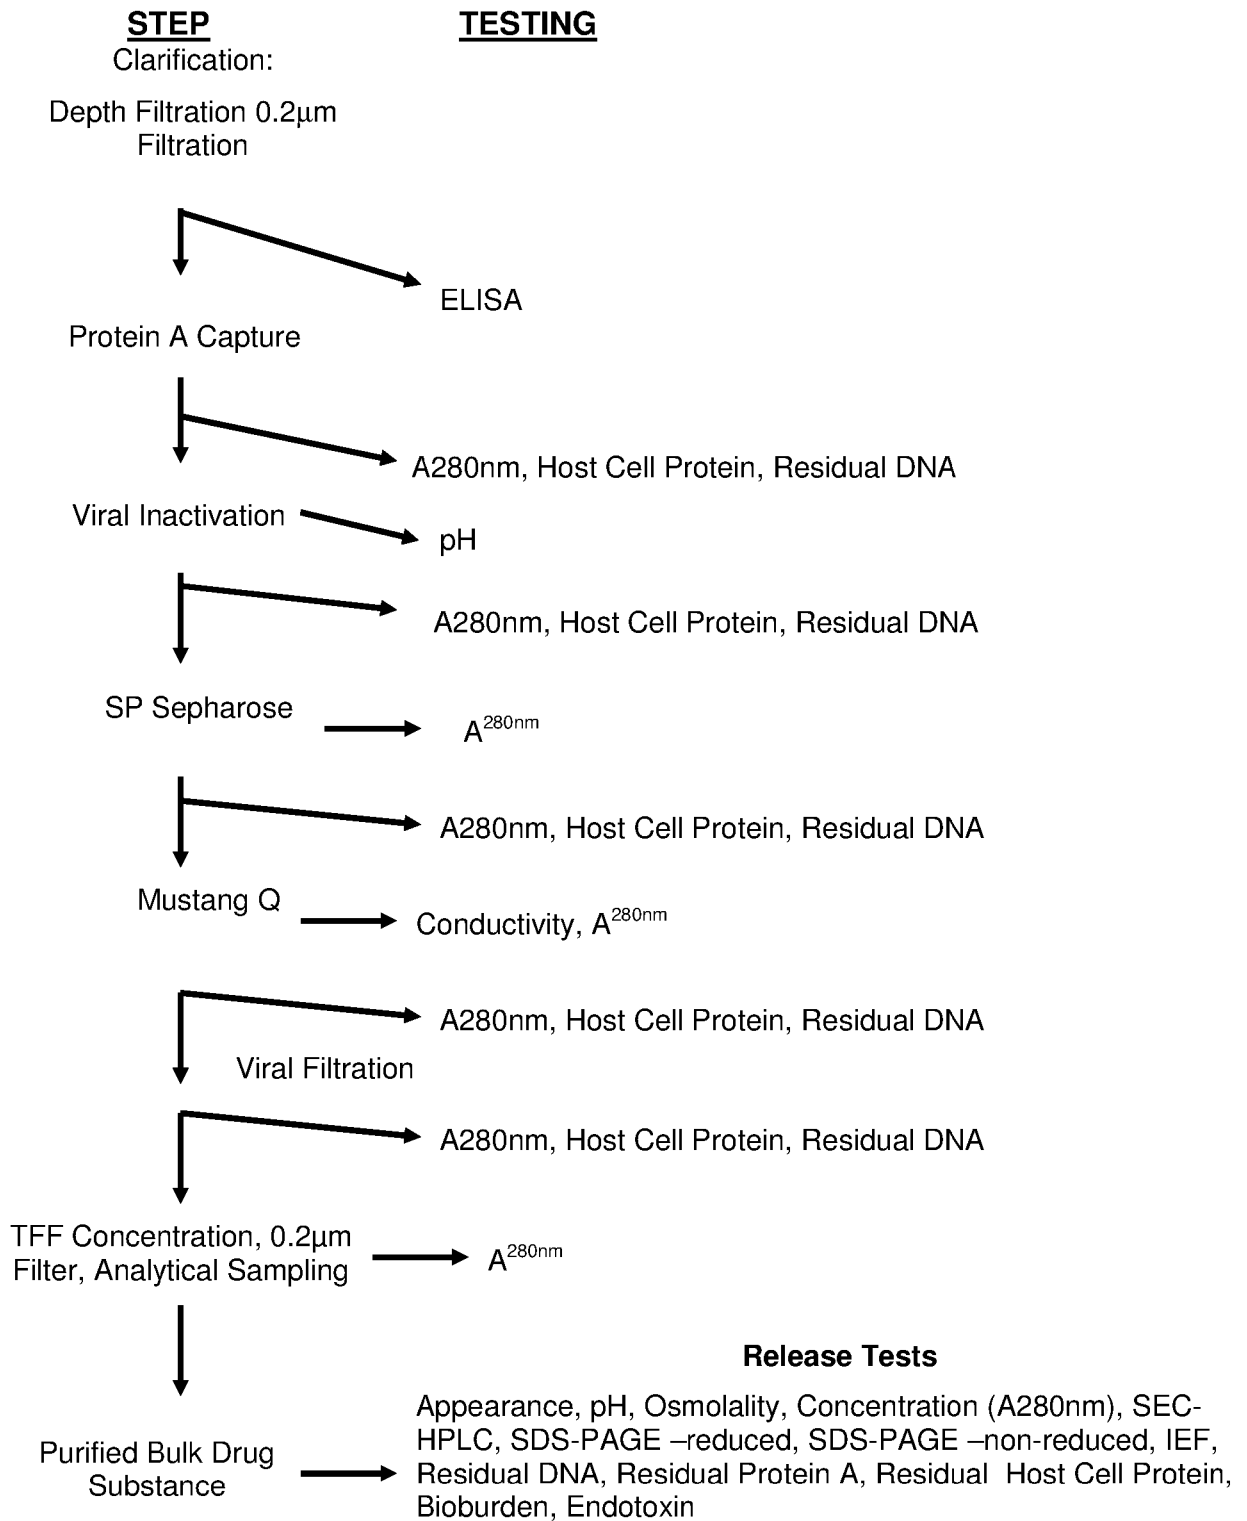 STEP TESTING
Clarification:
Depth Filtration 0.2µm
Filtration
ELISA
Protein A Capture
A280nm, Host Cell Protein, Residual DNA
Viral Inactivation
pH
A280nm, Host Cell Protein, Residual DNA
SP Sepharose
A280nm
A280nm, Host Cell Protein, Residual DNA
Mustang Q
Conductivity, A280nm
A280nm, Host Cell Protein, Residual DNA
Viral Filtration
A280nm, Host Cell Protein, Residual DNA
TFF Concentration, 0.2µm
Filter, Analytical Sampling
A280nm
Release Tests
Appearance, pH, Osmolality, Concentration (A280nm), SEC-
HPLC, SDS-PAGE –reduced, SDS-PAGE –non-reduced, IEF,
Residual DNA, Residual Protein A, Residual Host Cell Protein,
Bioburden, Endotoxin
Purified Bulk Drug
Substance